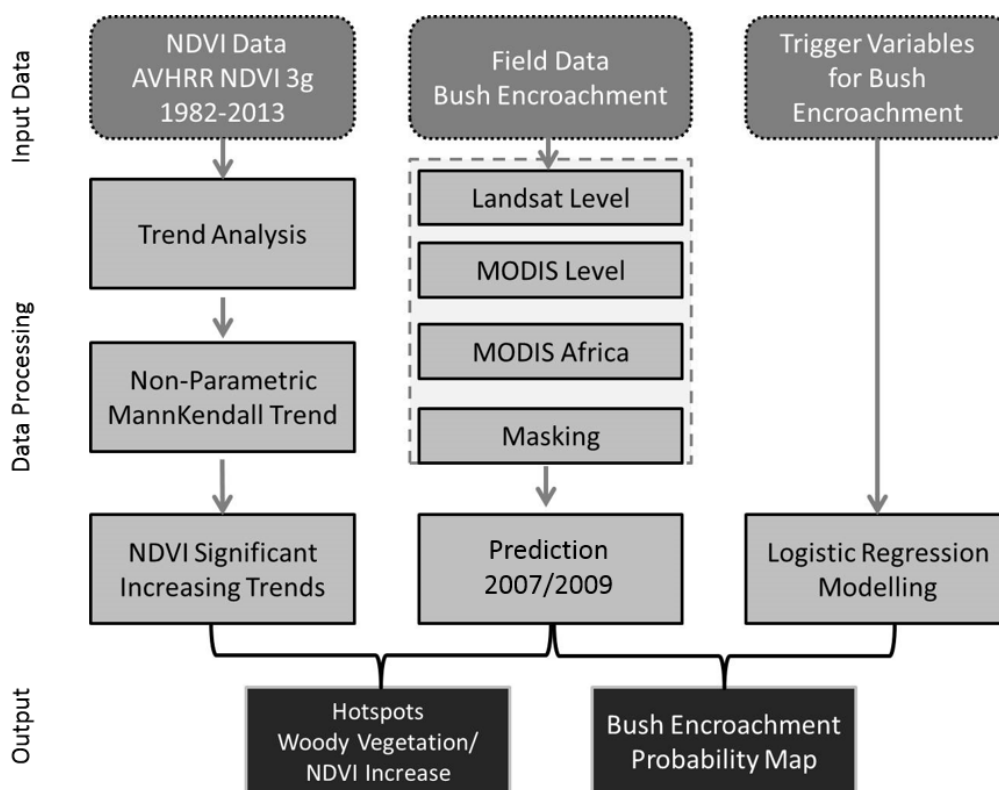 Input Data
NDVI Data
AVHRR NDVI 3g
1982-2013
Field Data
Bush Encroachment
Trigger Variables
for Bush
Encroachment
Data Processing
Trend Analysis
Non-Parametric
MannKendall Trend
NDVI Significant
Increasing Trends
Landsat Level
MODIS Level
MODIS Africa
Masking
Prediction
2007/2009
Logistic Regression
Modelling
Output
Hotspots
Woody Vegetation/
NDVI Increase
Bush Encroachment
Probability Map